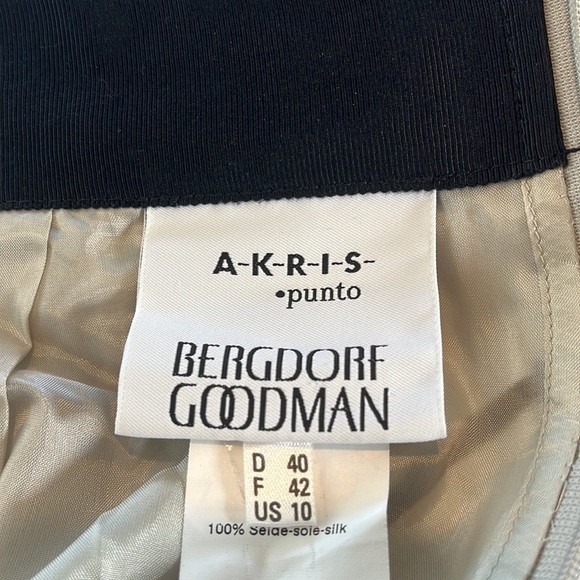 A-K-R-I-S-
•punto
BERGDORF
GOODMAN
D 40
F 42
US 10
100% Seide-soie-silk